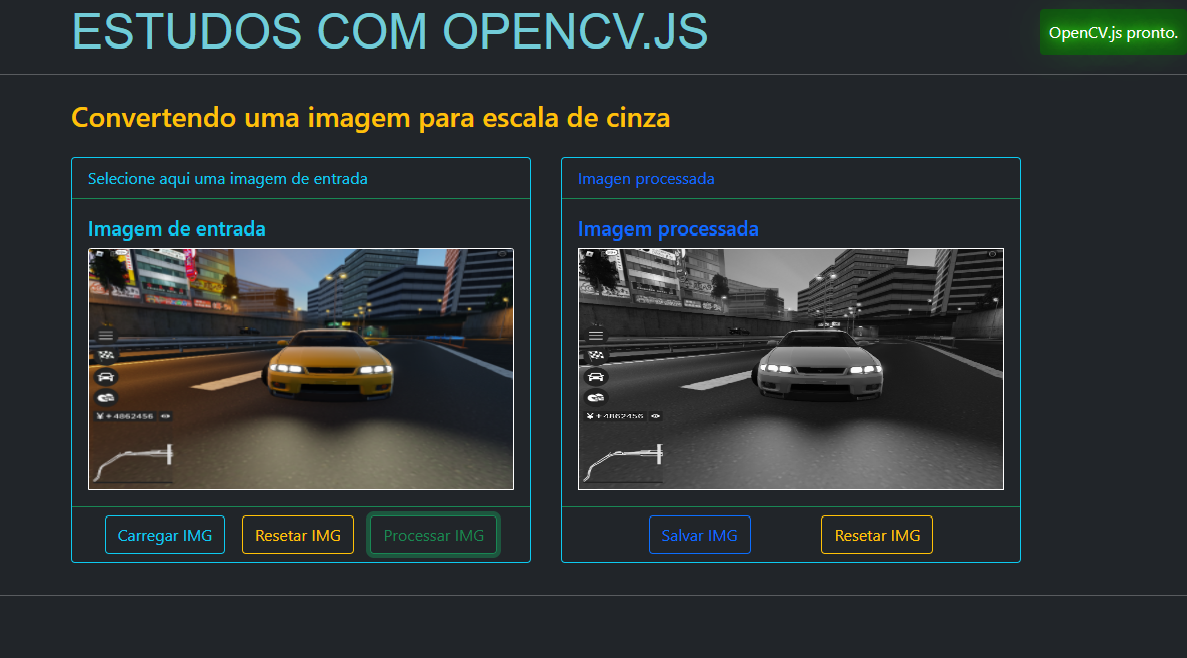 ESTUDOS COM OPENCV.JS
OpenCV.js pronto.
Convertendo uma imagem para escala de cinza
Selecione aqui uma imagem de entrada
Imagem de entrada
¥ + 4862456
Carregar IMG
Resetar IMG
Processar IMG
Imagen processada
Imagem processada
¥ + 4862456
Salvar IMG
Resetar IMG